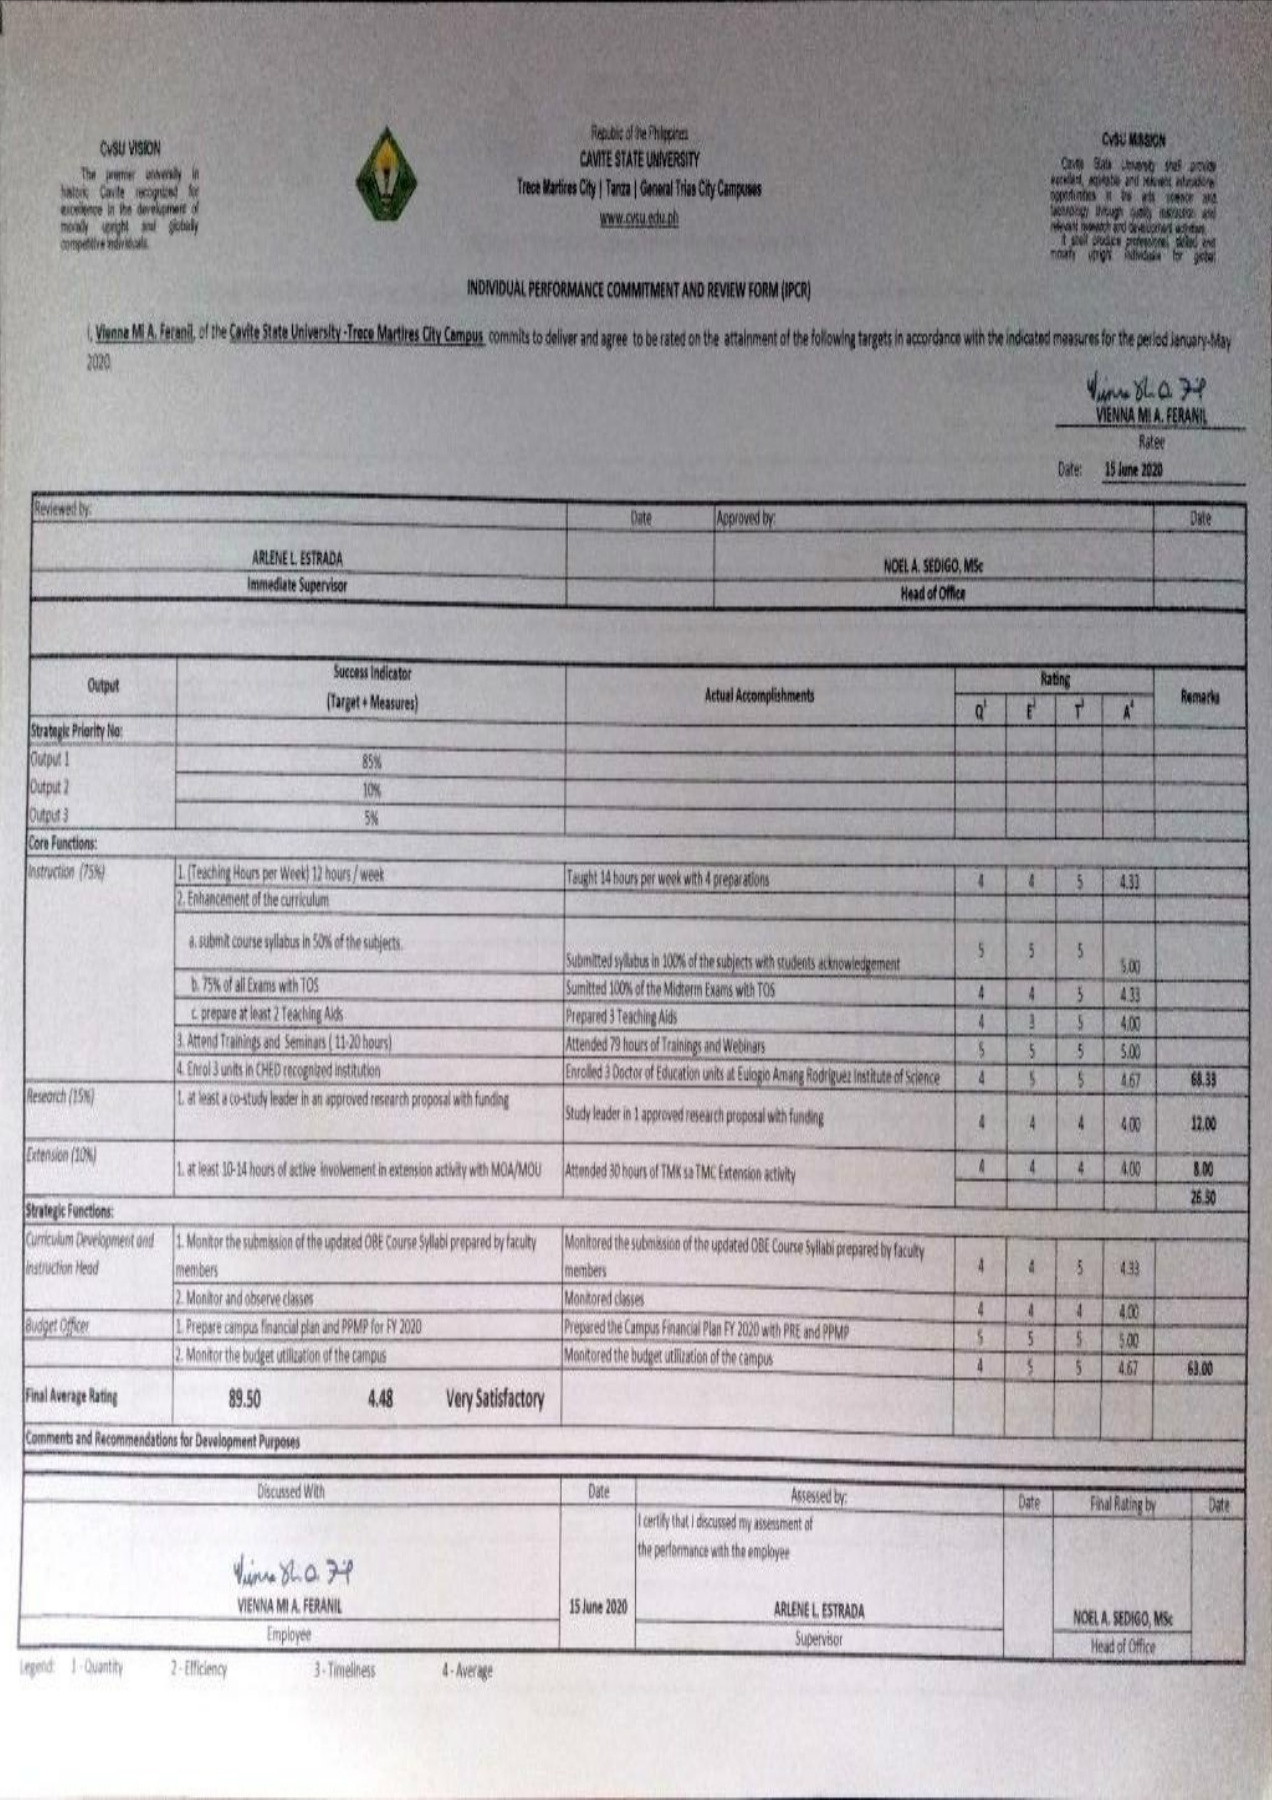 CvSU VISION
The premier university in
historic Cavite recognized for
excellence in the development of
morally upright and globally
competitive individuals.
Republic of the Philippines
CAVITE STATE UNIVERSITY
Trece Martires City | Tanza | General Trias City Campuses
www.cvsu.edu.ph
CvSU MISSION
Cavite State University shall provide
excellent, equitable and relevant educational
opportunities in the arts science and
technology through quality instruction and
relevant research and development activities.
It shall produce professional, skilled and
morally upright individuals for global
INDIVIDUAL PERFORMANCE COMMITMENT AND REVIEW FORM (IPCR)
I, Vienna Mi A. Feranil, of the Cavite State University -Trece Martires City Campus commits to deliver and agree to be rated on the attainment of the following targets in accordance with the indicated measures for the period January-May
2020
VIENNA MI A. FERANIL
Ratee
Date: 15 June 2020
Reviewed by: Date Approved by: Date
ARLENE L. ESTRADA NOEL A. SEDIGO, MSc
Immediate Supervisor Head of Office
Output Success Indicator Actual Accomplishments Rating Remarks
(Target + Measures) Q1 E2 T3 A4
Strategic Priority No:
Output 1 85%
Output 2 10%
Output 3 5%
Core Functions:
Instruction (75%) 1. (Teaching Hours per Week) 12 hours / week Taught 14 hours per week with 4 preparations 4 4 5 4.33
2. Enhancement of the curriculum
a. submit course syllabus in 50% of the subjects. Submitted syllabus in 100% of the subjects with students acknowledgement 5 5 5 5.00
b. 75% of all Exams with TOS Sumitted 100% of the Midterm Exams with TOS 4 4 5 4.33
c. prepare at least 2 Teaching Aids Prepared 3 Teaching Aids 4 3 5 4.00
3. Attend Trainings and Seminars ( 11-20 hours) Attended 79 hours of Trainings and Webinars 5 5 5 5.00
4. Enrol 3 units in CHED recognized institution Enrolled 3 Doctor of Education units at Eulogio Amang Rodriguez Institute of Science 4 5 5 4.67 68.33
Research (15%) 1. at least a co-study leader in an approved research proposal with funding Study leader in 1 approved research proposal with funding 4 4 4 4.00 12.00
Extension (10%) 1. at least 10-14 hours of active involvement in extension activity with MOA/MOU Attended 30 hours of TMK sa TMC Extension activity 4 4 4 4.00 8.00
26.50
Strategic Functions:
Curriculum Development and 1. Monitor the submission of the updated OBE Course Syllabi prepared by faculty Monitored the submission of the updated OBE Course Syllabi prepared by faculty
Instruction Head members members 4 4 5 4.33
2. Monitor and observe classes Monitored classes 4 4 4 4.00
Budget Officer 1. Prepare campus financial plan and PPMP for FY 2020 Prepared the Campus Financial Plan FY 2020 with PRE and PPMP 5 5 5 5.00
2. Monitor the budget utilization of the campus Monitored the budget utilization of the campus 4 5 5 4.67 63.00
Final Average Rating 89.50 4.48 Very Satisfactory
Comments and Recommendations for Development Purposes
Discussed With Date Assessed by: Date Final Rating by Date
I certify that I discussed my assessment of
the performance with the employee
VIENNA MI A. FERANIL 15 June 2020 ARLENE L. ESTRADA NOEL A. SEDIGO, MSc
Employee Supervisor Head of Office
Legend: 1 - Quantity 2 - Efficiency 3 - Timeliness 4 - Average